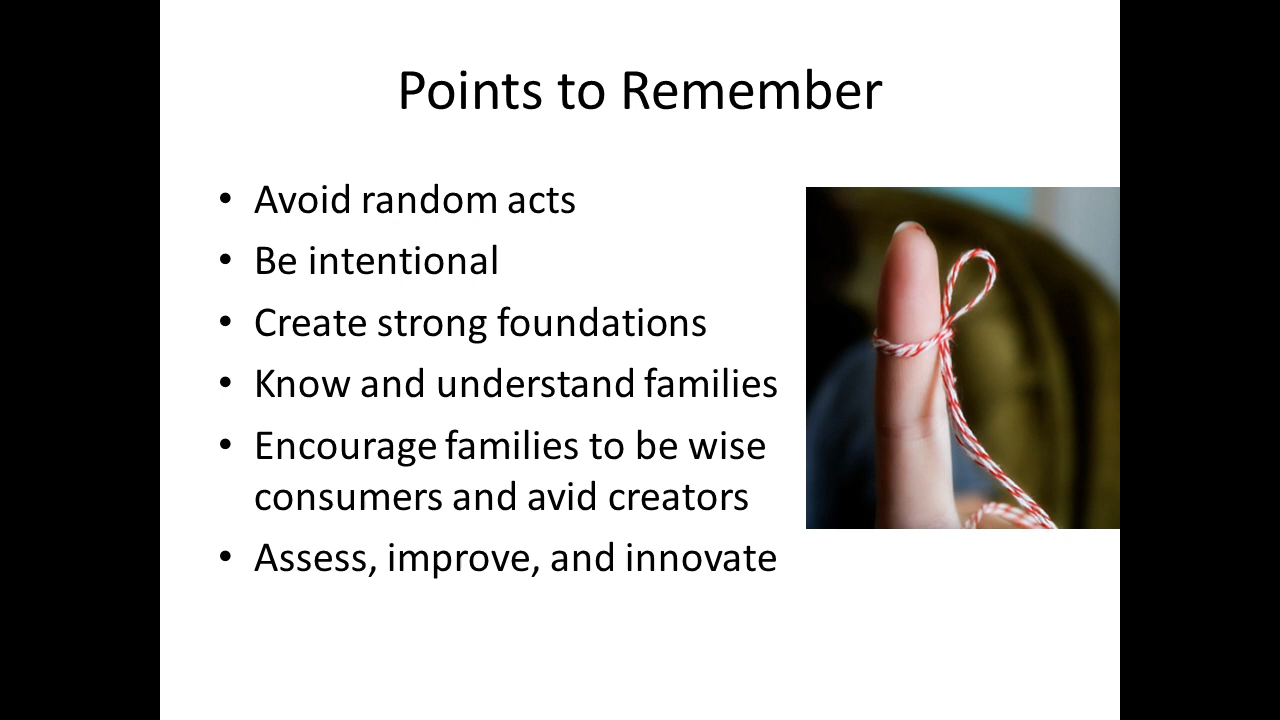 Points to Remember
• Avoid random acts
• Be intentional
• Create strong foundations
• Know and understand families
• Encourage families to be wise
consumers and avid creators
• Assess, improve, and innovate